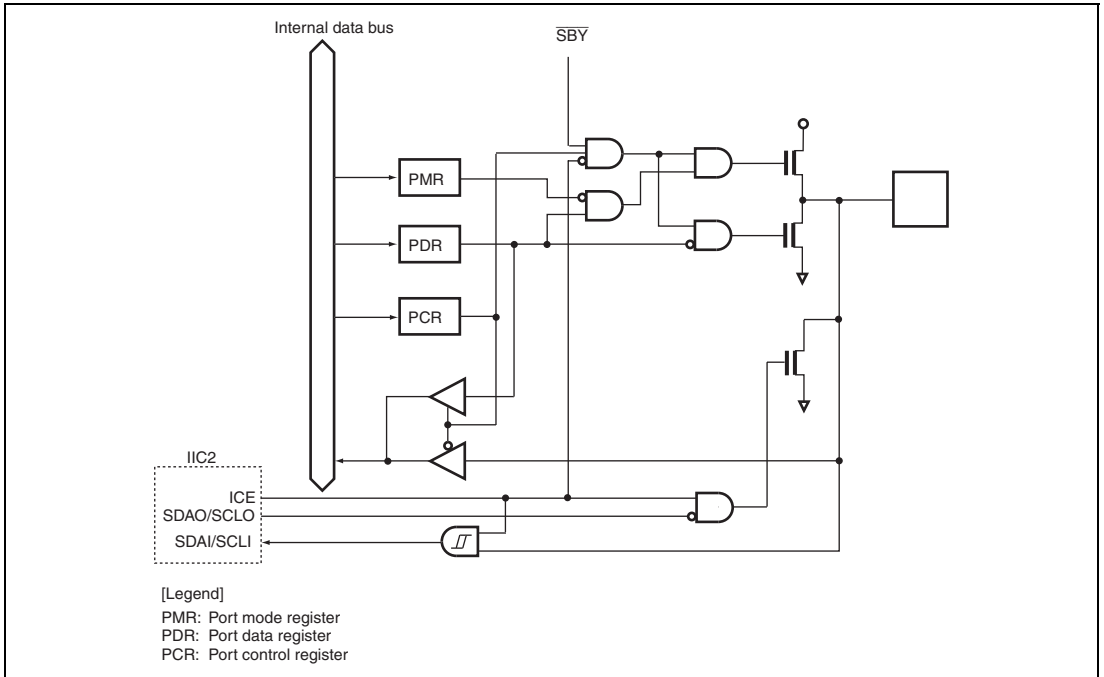 Internal data bus
SBY
PMR
PDR
PCR
IIC2
ICE
SDAO/SCLO
SDAI/SCLI
[Legend]
PMR: Port mode register
PDR: Port data register
PCR: Port control register